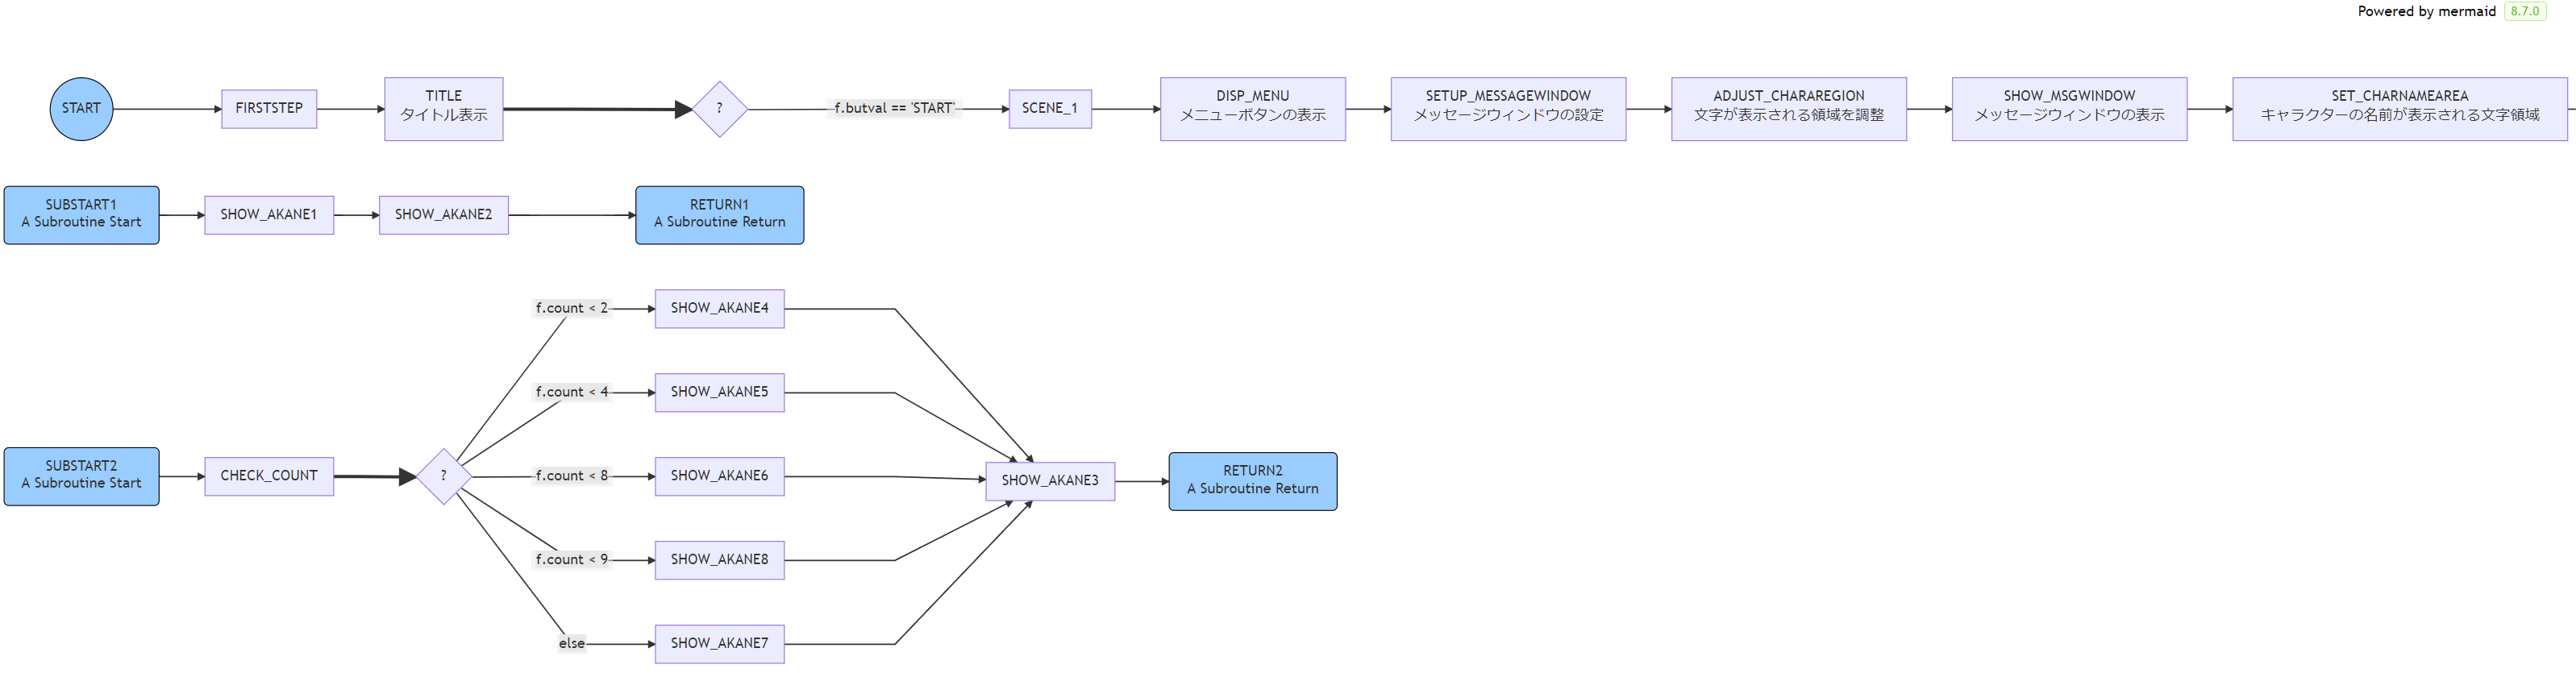 Powered by mermaid 8.7.0
START
FIRSTSTEP
TITLE
タイトル表示
?
f.butval == 'START'
SCENE_1
DISP_MENU
メニューボタンの表示
SETUP_MESSAGEWINDOW
メッセージウィンドウの設定
ADJUST_CHARAREGION
文字が表示される領域を調整
SHOW_MSGWINDOW
メッセージウィンドウの表示
SET_CHARNAMEAREA
キャラクターの名前が表示される文字領域
SUBSTART1
A Subroutine Start
SHOW_AKANE1
SHOW_AKANE2
RETURN1
A Subroutine Return
SUBSTART2
A Subroutine Start
CHECK_COUNT
?
f.count < 2
SHOW_AKANE4
f.count < 4
SHOW_AKANE5
f.count < 8
SHOW_AKANE6
f.count < 9
SHOW_AKANE8
else
SHOW_AKANE7
SHOW_AKANE3
RETURN2
A Subroutine Return